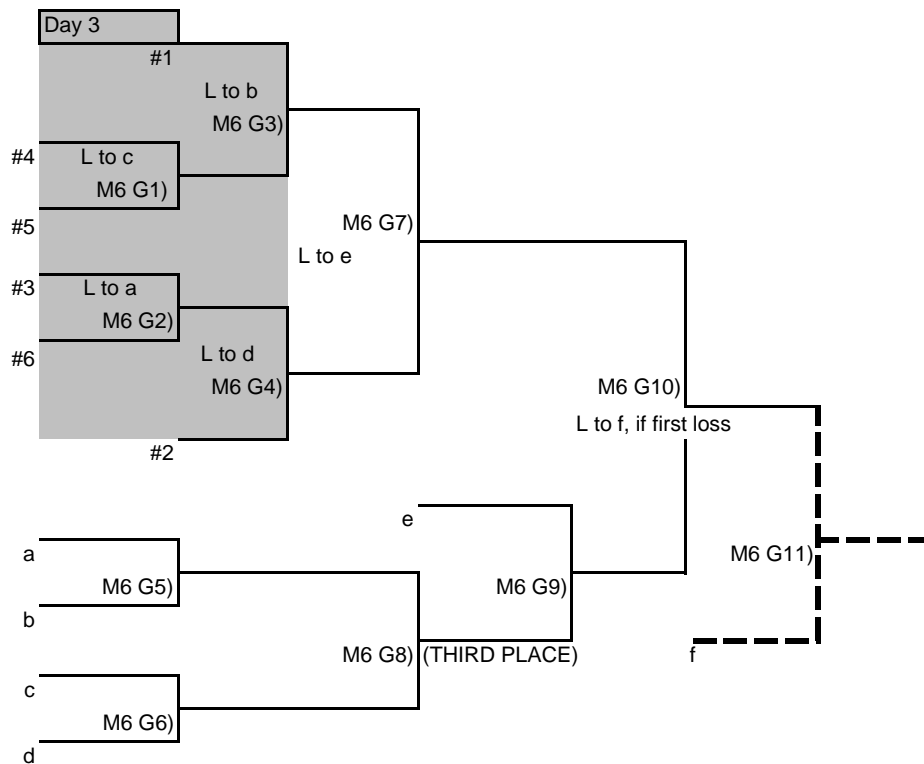 Day 3
#1
L to b
M6 G3)
#4
L to c
M6 G1)
#5
M6 G7)
L to e
#3
L to a
M6 G2)
#6
L to d
M6 G4)
#2
M6 G10)
L to f, if first loss
e
a
M6 G5)
b
M6 G9)
M6 G11)
M6 G8) (THIRD PLACE)
f
c
M6 G6)
d